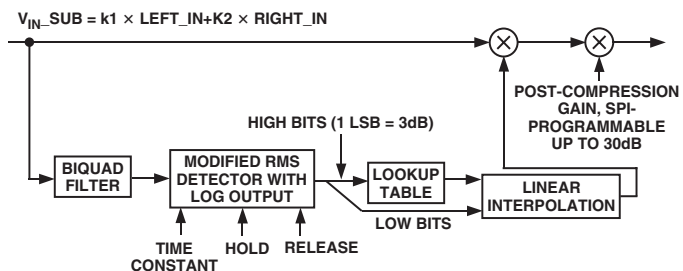 VIN_SUB = k1 × LEFT_IN+K2 × RIGHT_IN
POST-COMPRESSION
GAIN, SPI-
PROGRAMMABLE
UP TO 30dB
HIGH BITS (1 LSB = 3dB)
BIQUAD
FILTER
MODIFIED RMS
DETECTOR WITH
LOG OUTPUT
LOOKUP
TABLE
LINEAR
INTERPOLATION
LOW BITS
TIME
CONSTANT
HOLD
RELEASE